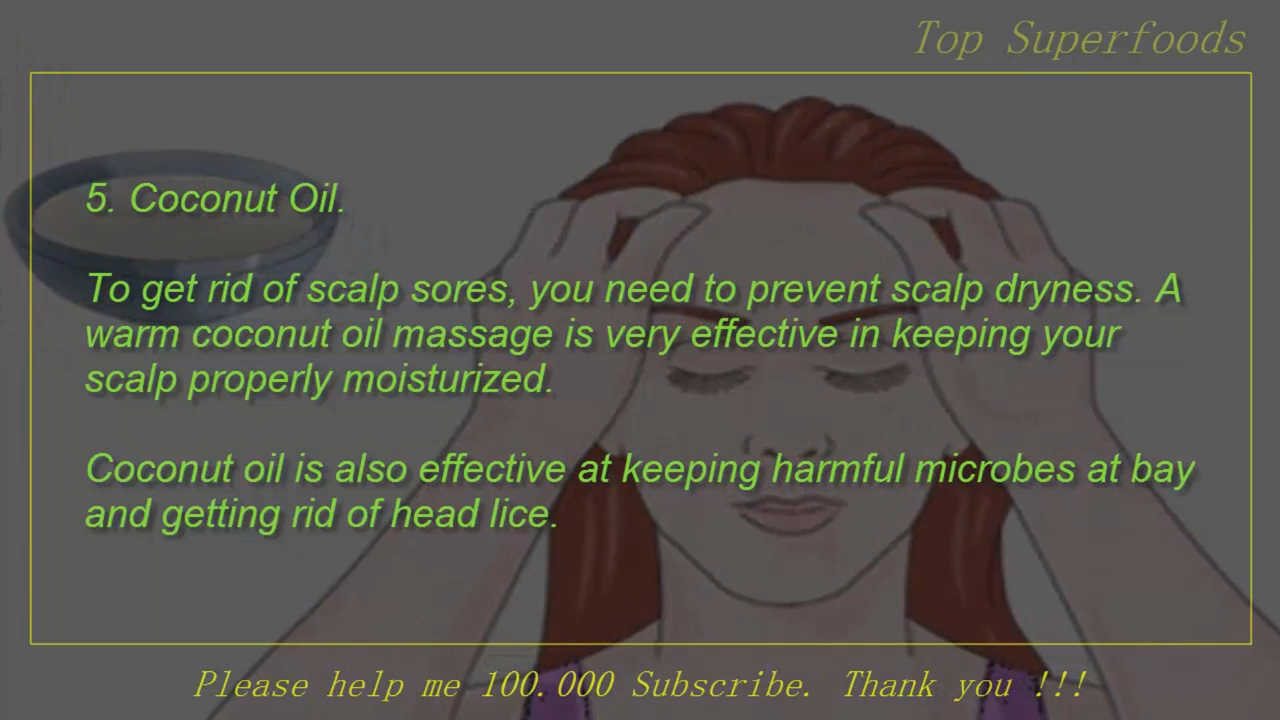 Top Superfoods
5. Coconut Oil.
To get rid of scalp sores, you need to prevent scalp dryness. A
warm coconut oil massage is very effective in keeping your
scalp properly moisturized.
Coconut oil is also effective at keeping harmful microbes at bay
and getting rid of head lice.
Please help me 100.000 Subscribe. Thank you !!!